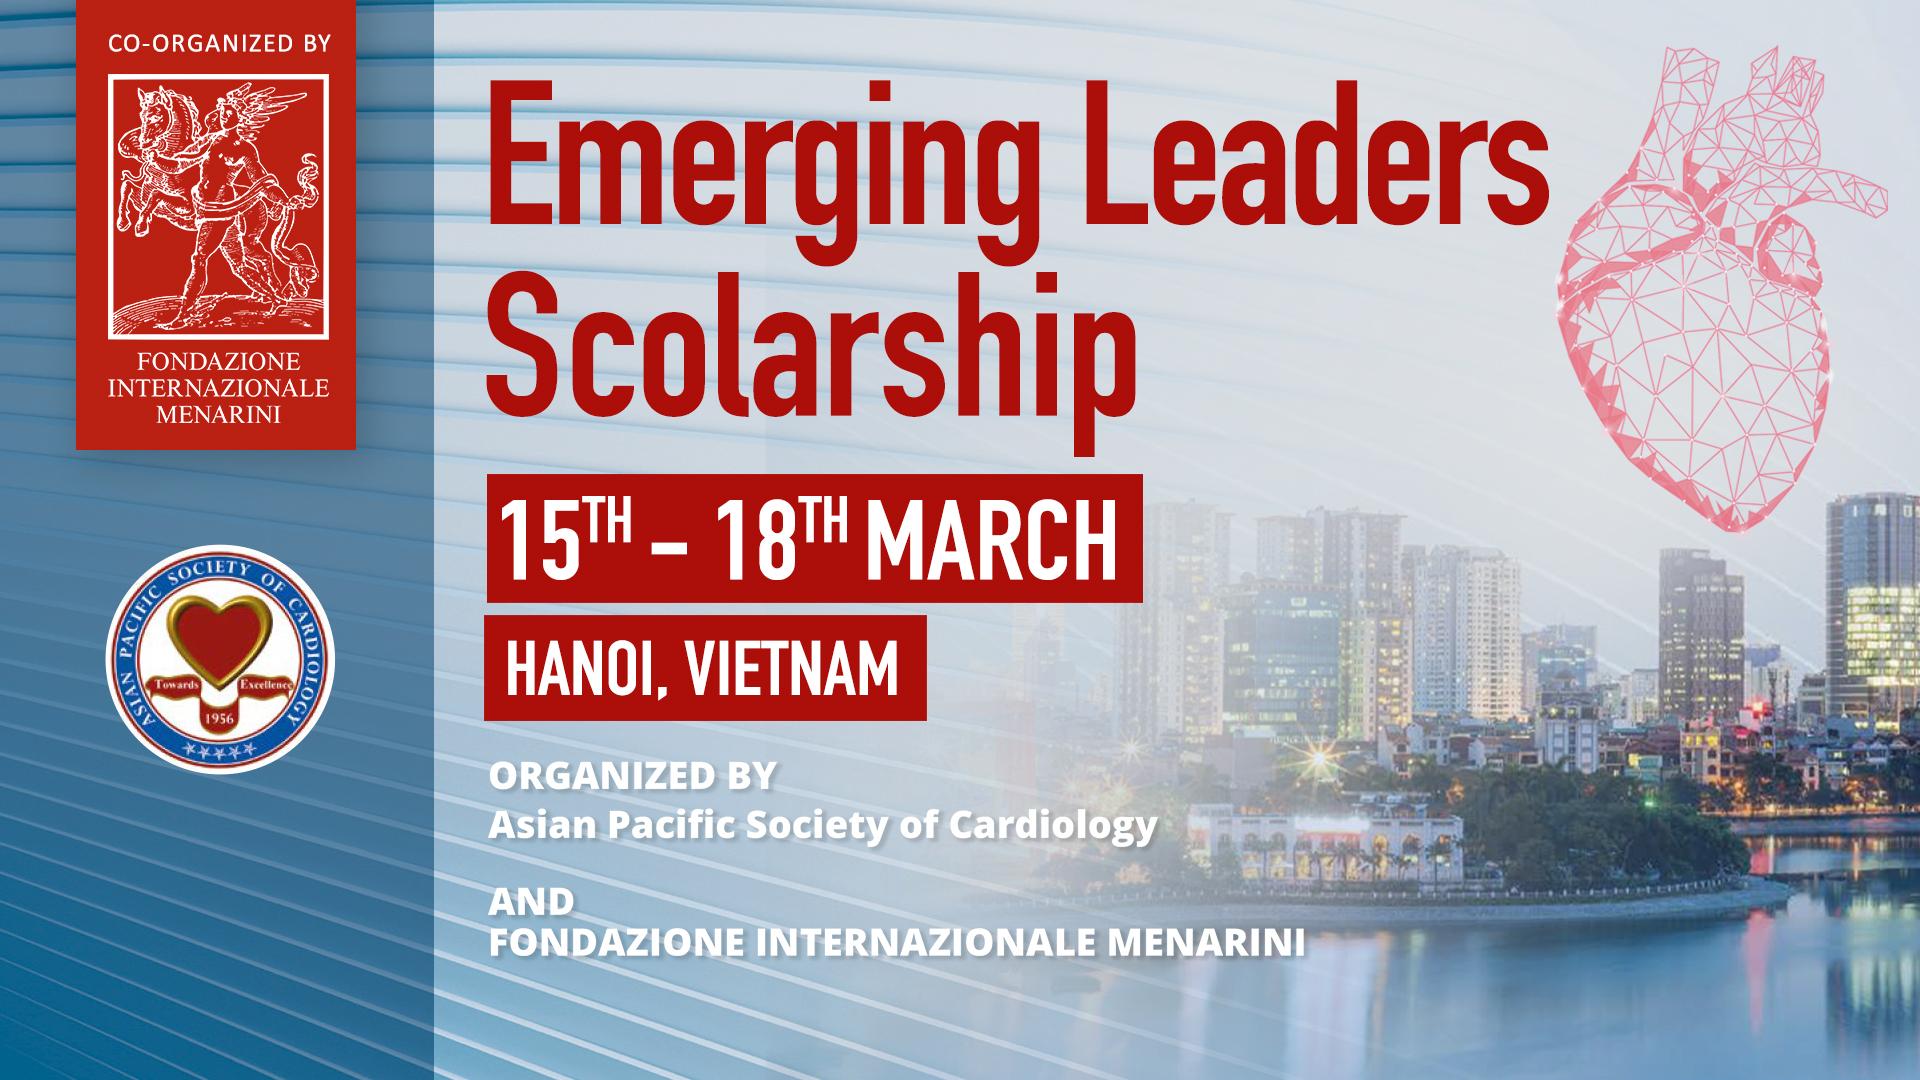 CO-ORGANIZED BY
FONDAZIONE
INTERNAZIONALE
MENARINI
ASIAN PACIFIC SOCIETY OF CARDIOLOGY
Towards Excellence
1956
Emerging Leaders
Scolarship
15TH – 18TH MARCH
HANOI, VIETNAM
ORGANIZED BY
Asian Pacific Society of Cardiology
AND
FONDAZIONE INTERNAZIONALE MENARINI